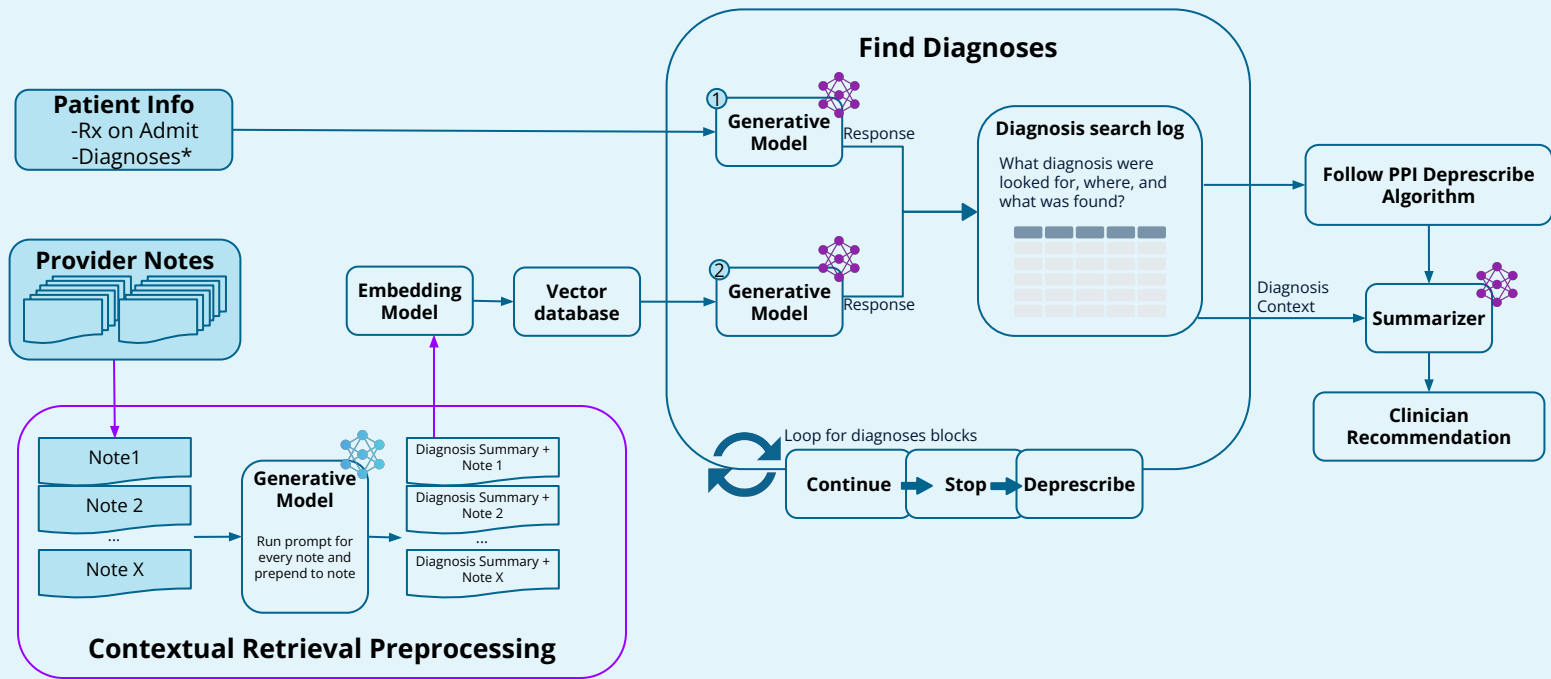 Find Diagnoses
Patient Info
-Rx on Admit
-Diagnoses*
1
Generative
Model
Response
Diagnosis search log
What diagnosis were
looked for, where, and
what was found?
Follow PPI Deprescribe
Algorithm
Provider Notes
Embedding
Model
Vector
database
2
Generative
Model
Response
Diagnosis
Context
Summarizer
Clinician
Recommendation
Loop for diagnoses blocks
Continue
Stop
Deprescribe
Note1
Note 2
...
Note X
Generative
Model
Run prompt for
every note and
prepend to note
Diagnosis Summary +
Note 1
Diagnosis Summary +
Note 2
...
Diagnosis Summary +
Note X
Contextual Retrieval Preprocessing